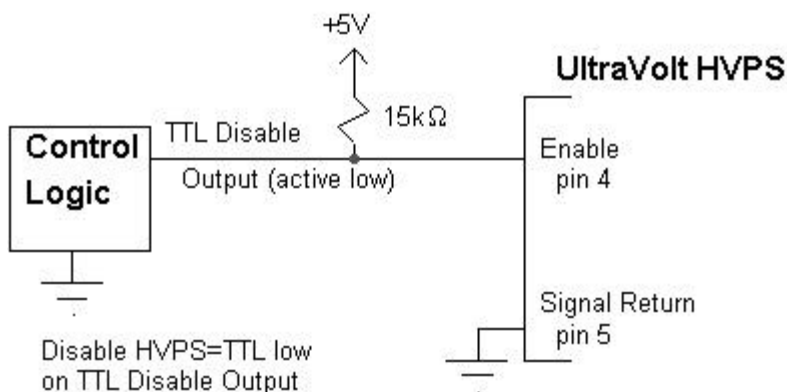 +5V
UltraVolt HVPS
15kΩ
TTL Disable
Control
Logic
Output (active low)
Enable
pin 4
Signal Return
pin 5
Disable HVPS=TTL low
on TTL Disable Output